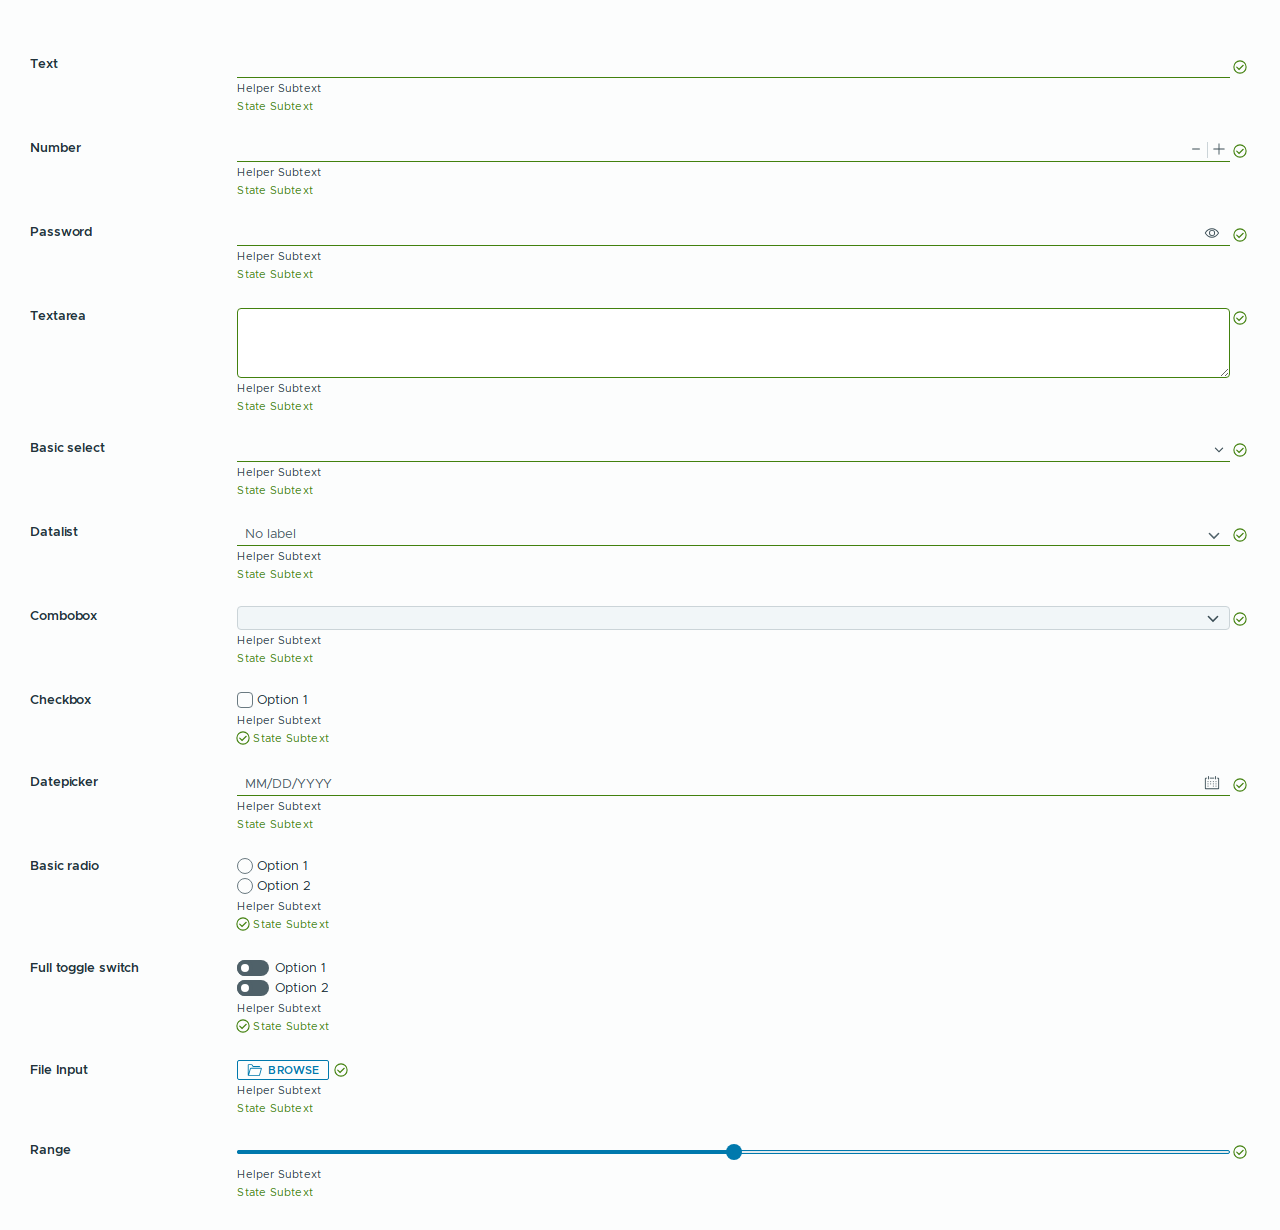 Text
Helper Subtext
State Subtext
Number
Helper Subtext
State Subtext
Password
Helper Subtext
State Subtext
Textarea
Helper Subtext
State Subtext
Basic select
Helper Subtext
State Subtext
Datalist
No label
Helper Subtext
State Subtext
Combobox
Helper Subtext
State Subtext
Checkbox
Option 1
Helper Subtext
State Subtext
Datepicker
MM/DD/YYYY
Helper Subtext
State Subtext
Basic radio
Option 1
Option 2
Helper Subtext
State Subtext
Full toggle switch
Option 1
Option 2
Helper Subtext
State Subtext
File Input
BROWSE
Helper Subtext
State Subtext
Range
Helper Subtext
State Subtext